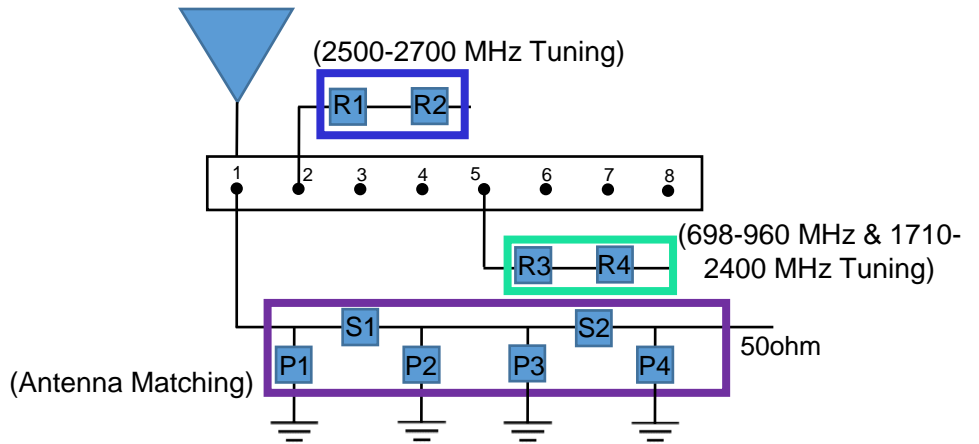 (2500-2700 MHz Tuning)
R1 R2
1 2 3 4 5 6 7 8
(698-960 MHz & 1710-
2400 MHz Tuning)
R3 R4
S1 S2
50ohm
P1 P2 P3 P4
(Antenna Matching)